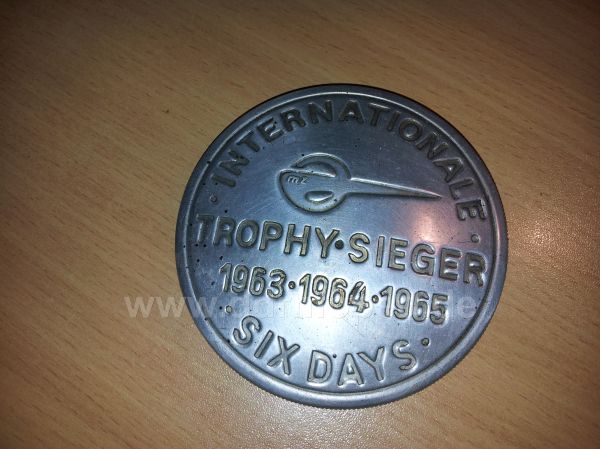 INTERNATIONALE
mz
TROPHY·SIEGER
1963·1964·1965
·SIX DAYS·